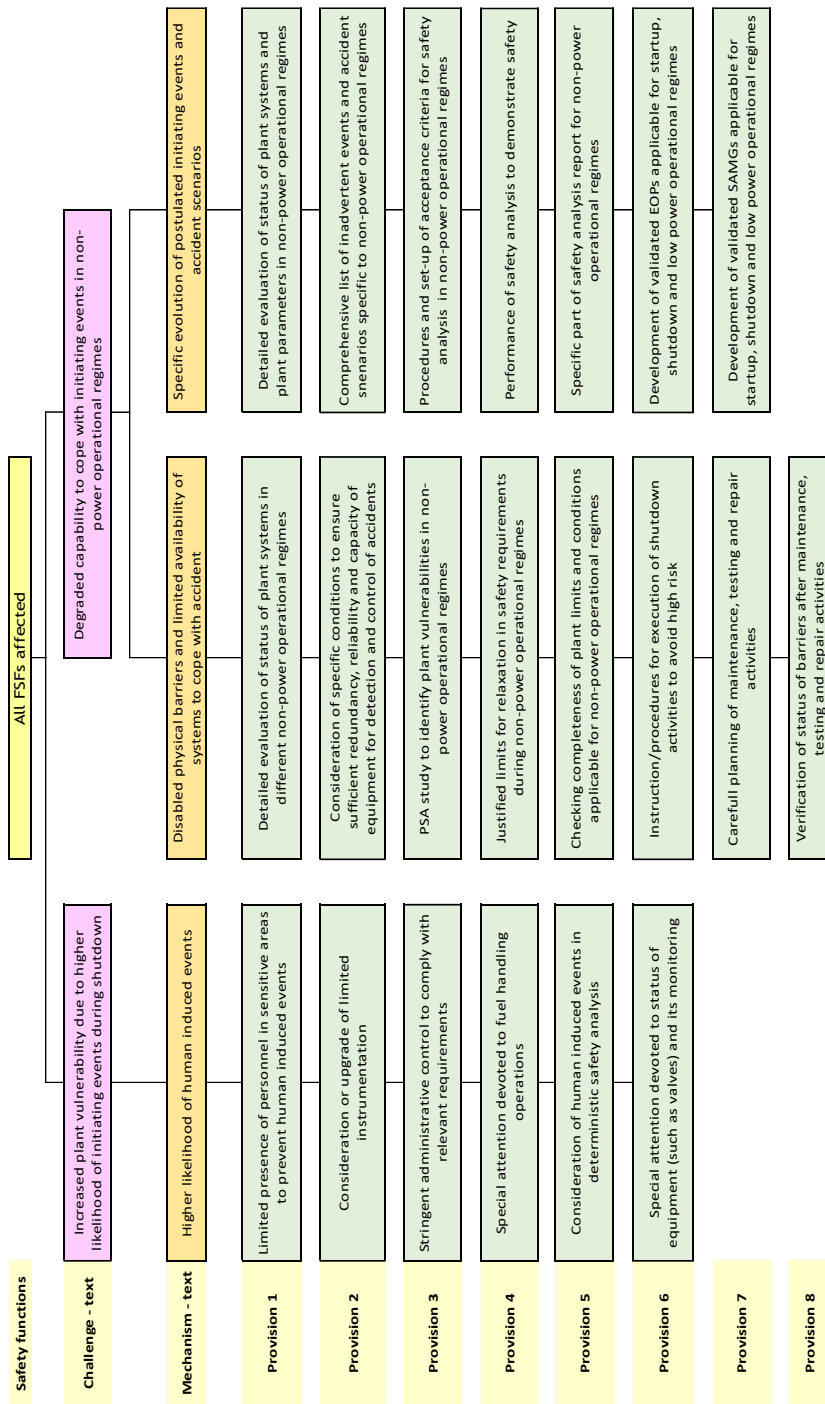 Safety functions
All FSFs affected
Challenge - text
Increased plant vulnerability due to higher
likelihood of initiating events during shutdown
Degraded capability to cope with initiating events in non-
power operational regimes
Mechanism - text
Higher likelihood of human induced events
Disabled physical barriers and limited availability of
systems to cope with accident
Specific evolution of postulated initiating events and
accident scenarios
Provision 1
Limited presence of personnel in sensitive areas
to prevent human induced events
Detailed evaluation of status of plant systems in
different non-power operational regimes
Detailed evaluation of status of plant systems and
plant parameters in non-power operational regimes
Provision 2
Consideration or upgrade of limited
instrumentation
Consideration of specific conditions to ensure
sufficient redundancy, reliability and capacity of
equipment for detection and control of accidents
Comprehensive list of inadvertent events and accident
snenarios specific to non-power operational regimes
Provision 3
Stringent administrative control to comply with
relevant requirements
PSA study to identify plant vulnerabilities in non-
power operational regimes
Procedures and set-up of acceptance criteria for safety
analysis in non-power operational regimes
Provision 4
Special attention devoted to fuel handling
operations
Justified limits for relaxation in safety requirements
during non-power operational regimes
Performance of safety analysis to demonstrate safety
Provision 5
Consideration of human induced events in
deterministic safety analysis
Checking completeness of plant limits and conditions
applicable for non-power operational regimes
Specific part of safety analysis report for non-power
operational regimes
Provision 6
Special attention devoted to status of
equipment (such as valves) and its monitoring
Instruction/procedures for execution of shutdown
activities to avoid high risk
Development of validated EOPs applicable for startup,
shutdown and low power operational regimes
Provision 7
Carefull planning of maintenance, testing and repair
activities
Development of validated SAMGs applicable for
startup, shutdown and low power operational regimes
Provision 8
Verification of status of barriers after maintenance,
testing and repair activities